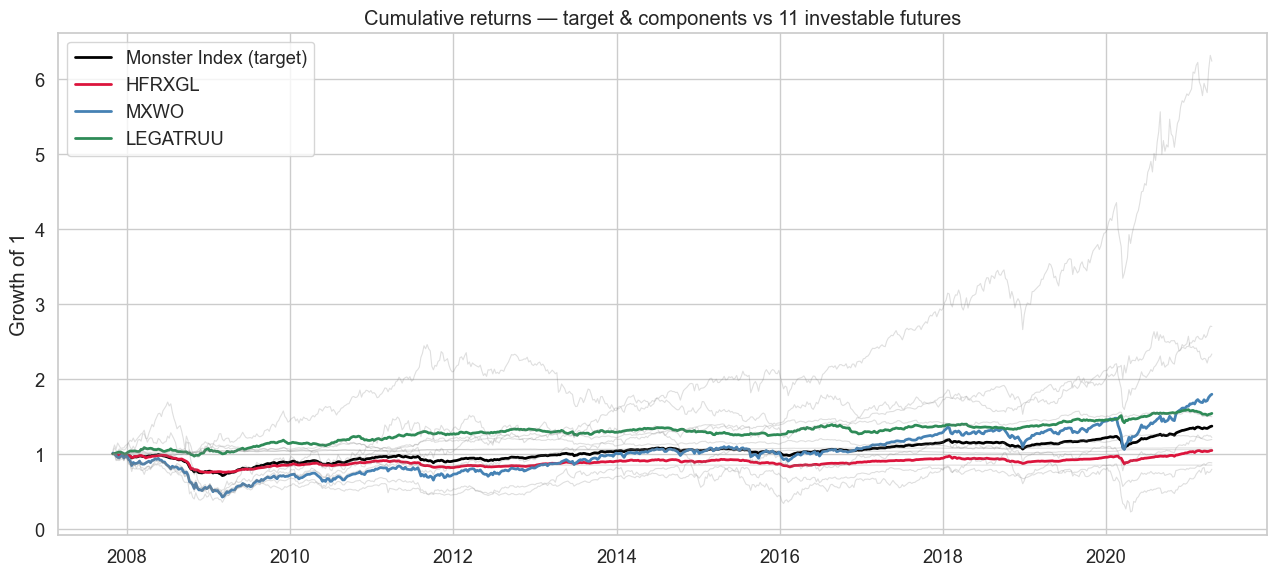 Cumulative returns — target & components vs 11 investable futures
Monster Index (target)
HFRXGL
MXWO
LEGATRUU
Growth of 1
6
5
4
3
2
1
0
2008 2010 2012 2014 2016 2018 2020